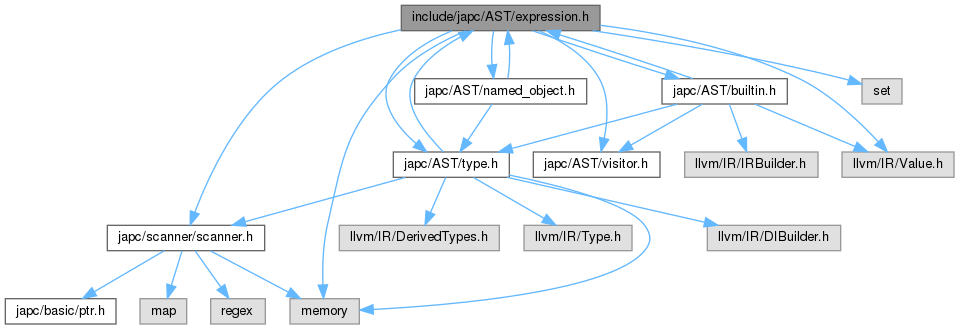 include/japc/AST/expression.h
japc/AST/named_object.h
japc/AST/builtin.h
set
japc/AST/type.h
japc/AST/visitor.h
llvm/IR/IRBuilder.h
llvm/IR/Value.h
japc/scanner/scanner.h
llvm/IR/DerivedTypes.h
llvm/IR/Type.h
llvm/IR/DIBuilder.h
japc/basic/ptr.h
map
regex
memory